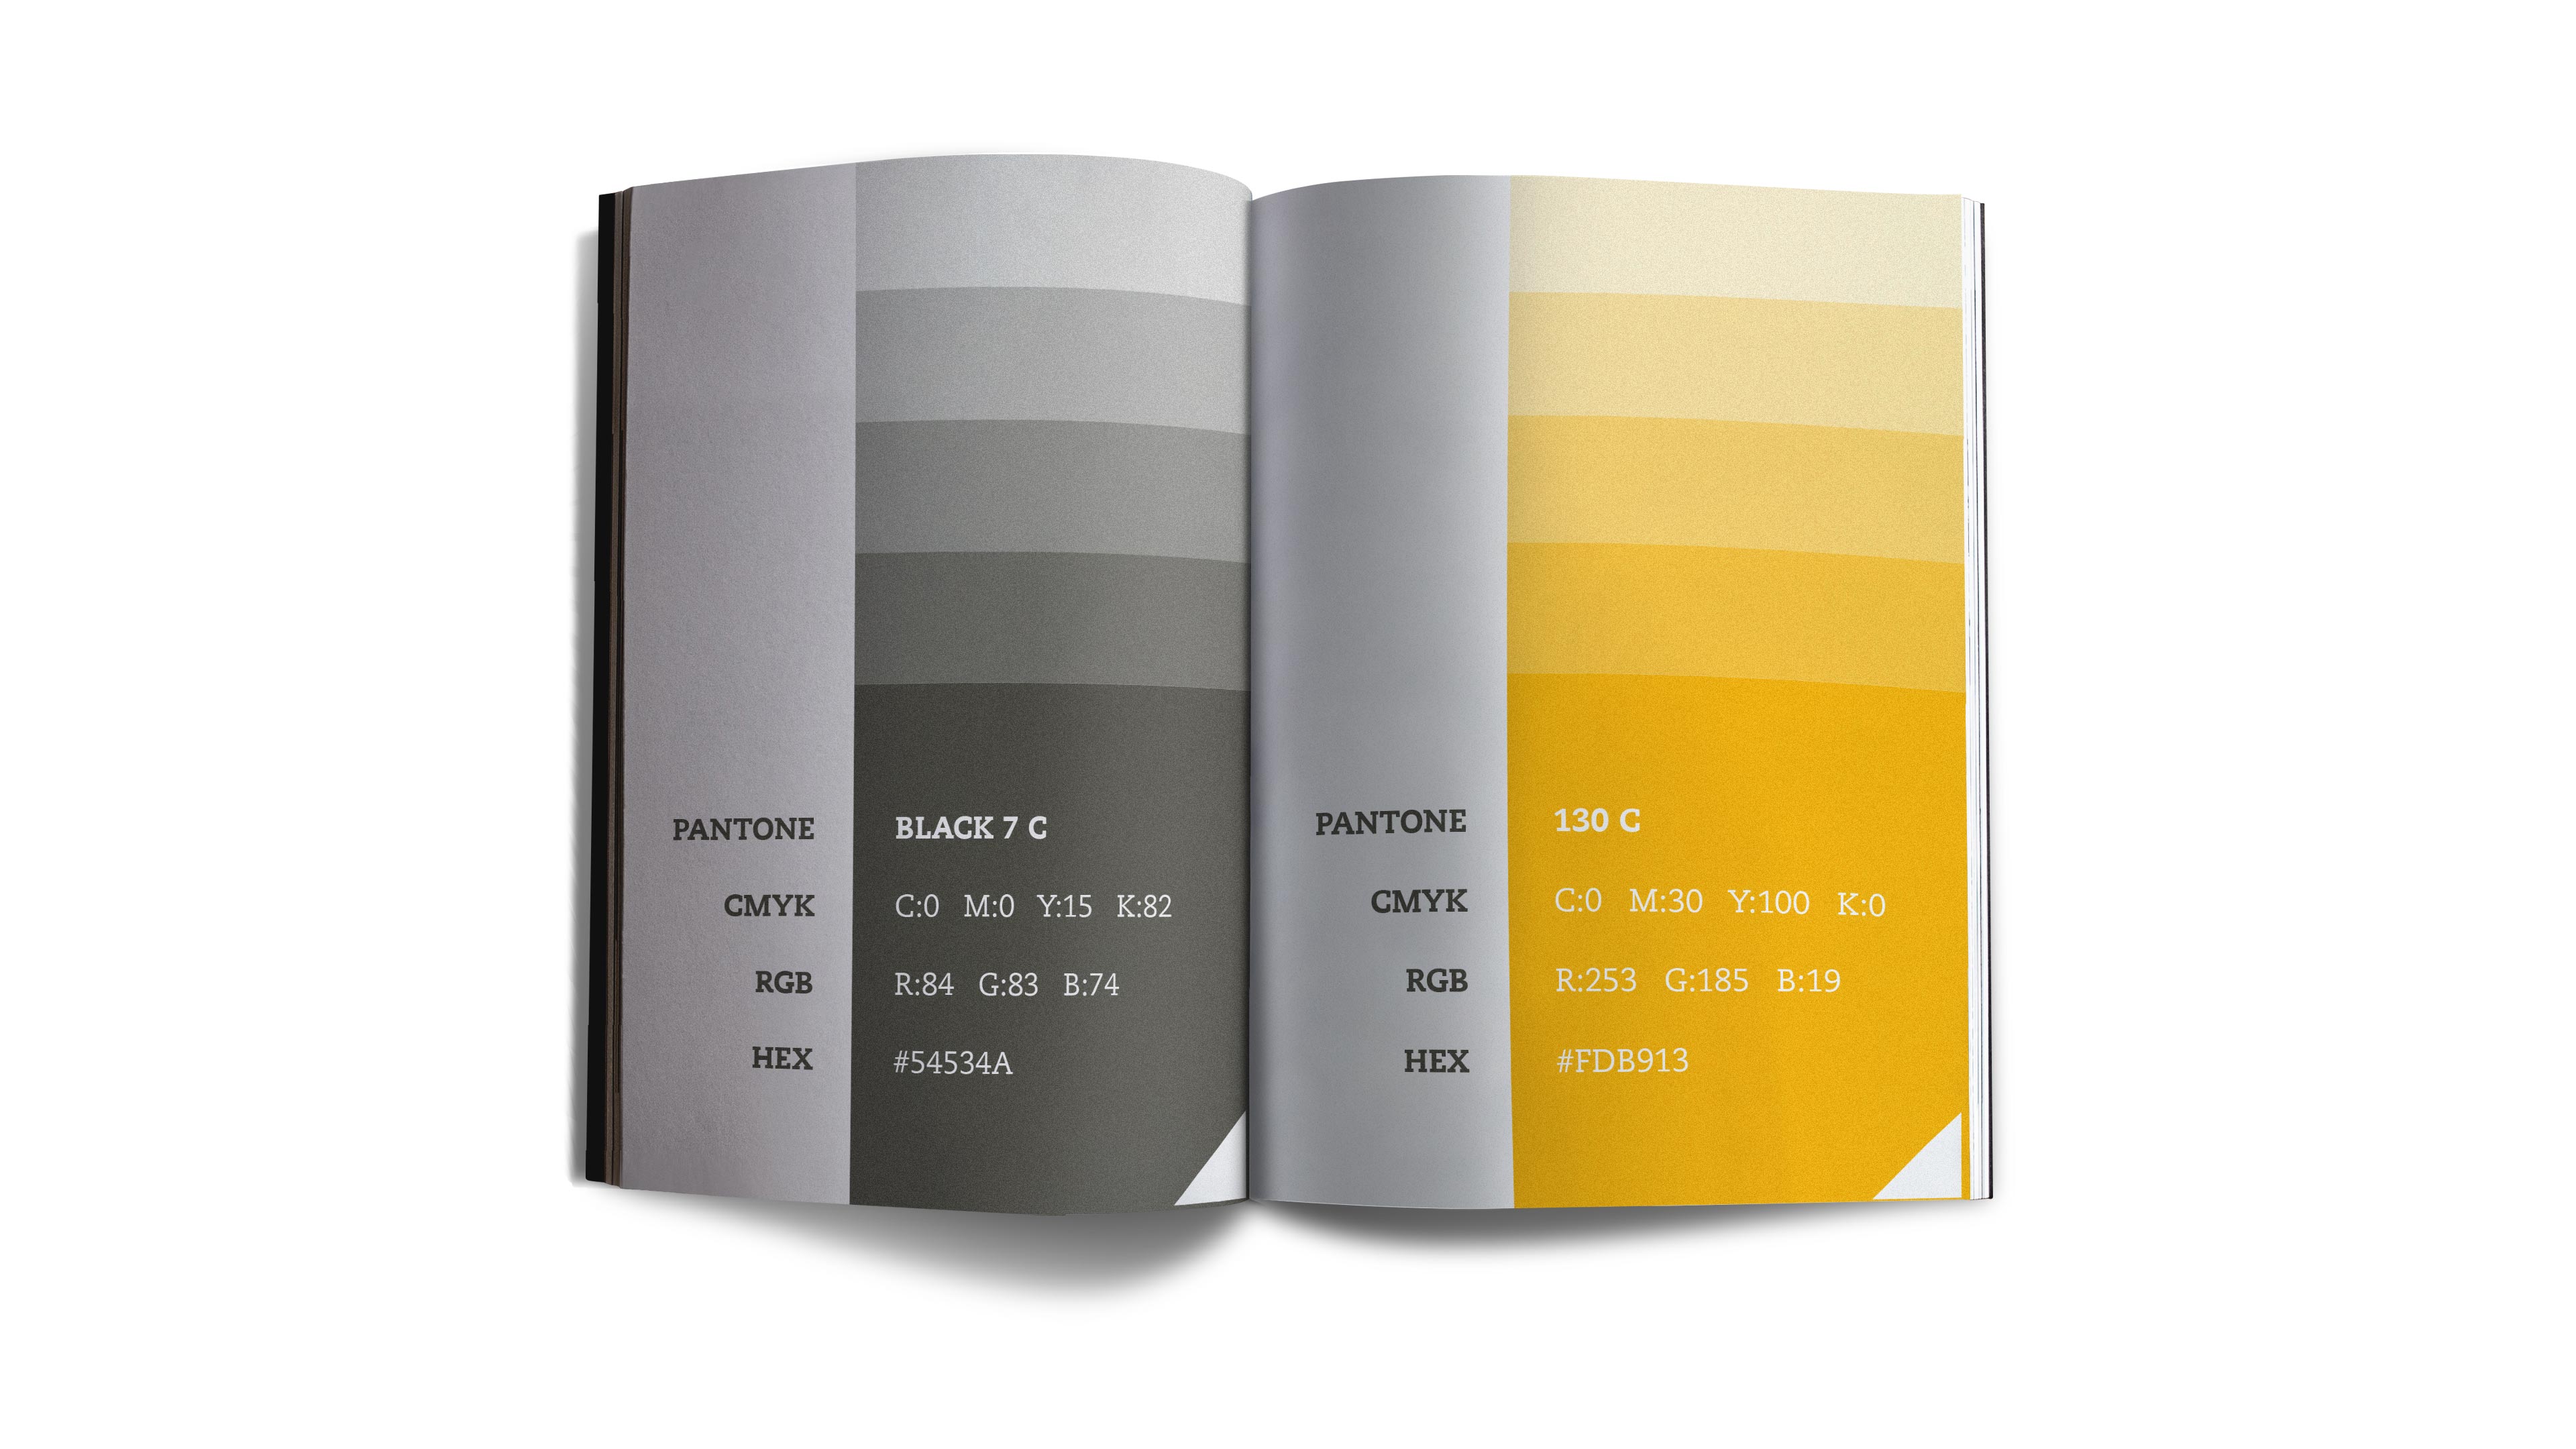 PANTONE BLACK 7 C
CMYK C:0 M:0 Y:15 K:82
RGB R:84 G:83 B:74
HEX #54534A
PANTONE 130 C
CMYK C:0 M:30 Y:100 K:0
RGB R:253 G:185 B:19
HEX #FDB913